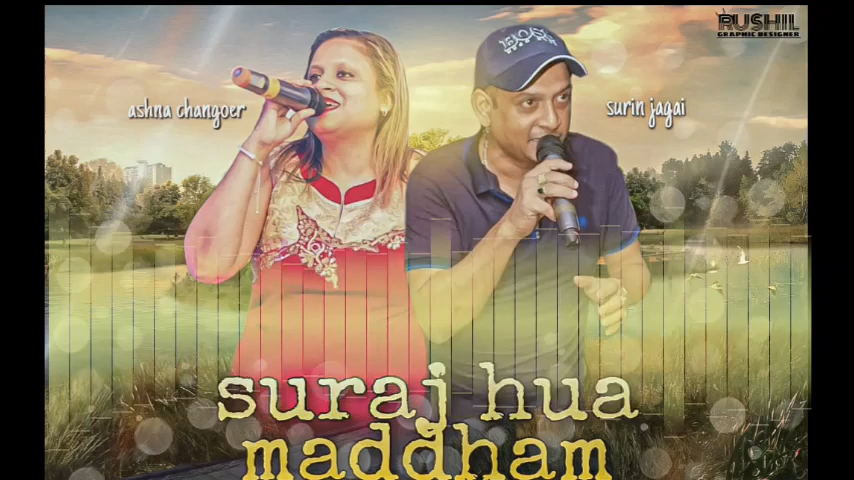 RUSHIL
GRAPHIC DESIGNER
ashna changoer
surin jagai
suraj hua
maddham